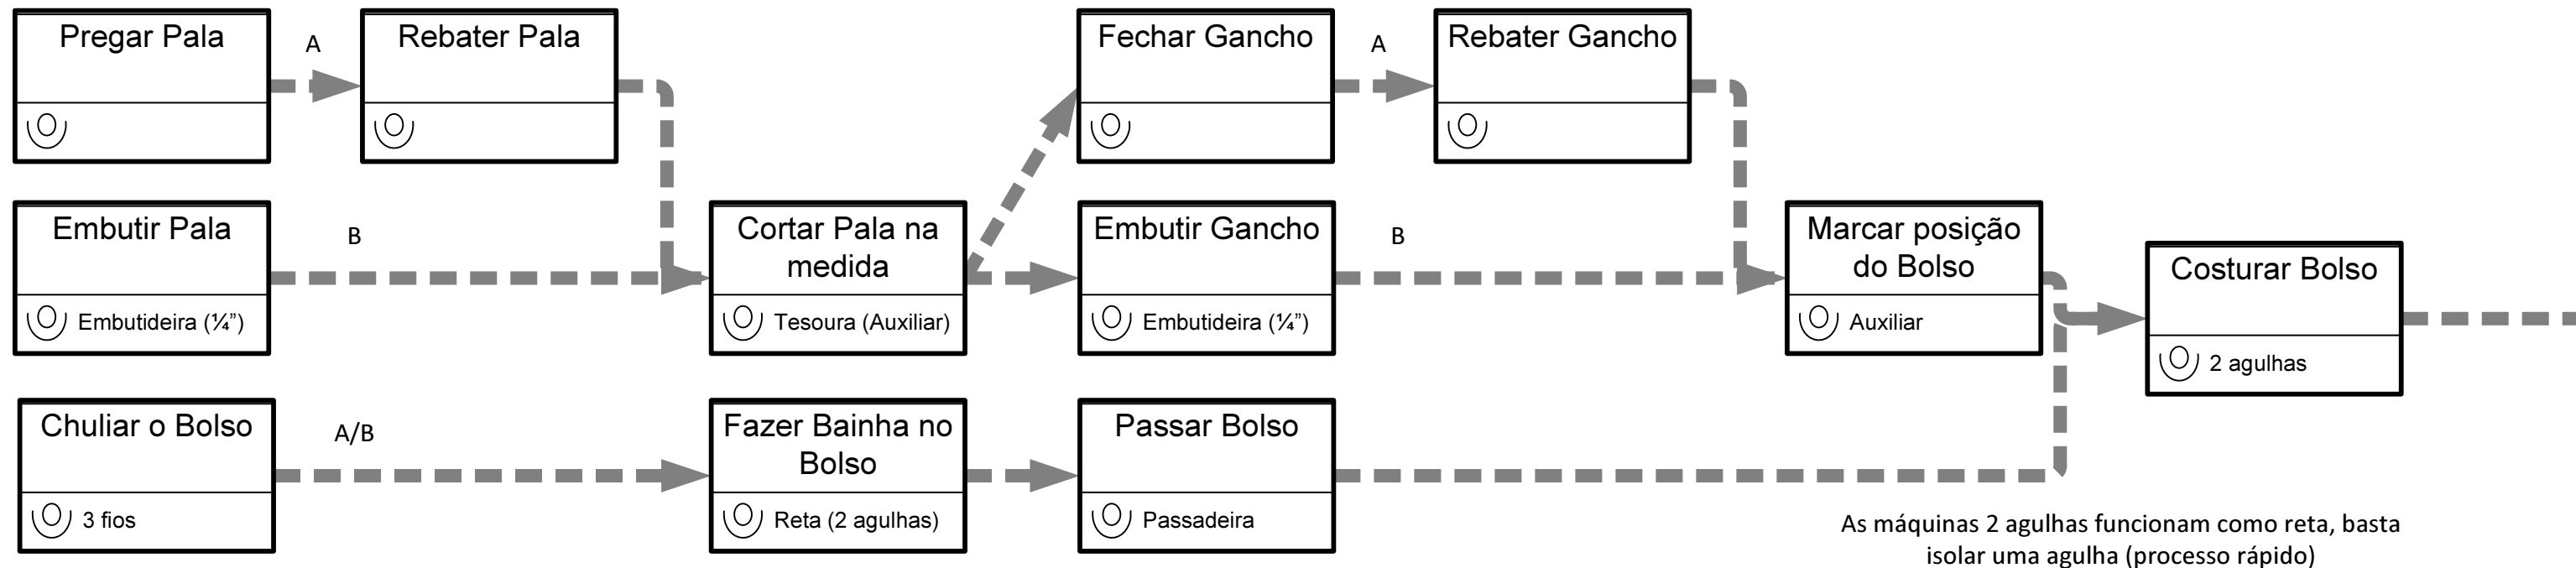 Pregar Pala
A
Rebater Pala
Fechar Gancho
A
Rebater Gancho
Embutir Pala
Embutideira (¼”)
B
Cortar Pala na
medida
Tesoura (Auxiliar)
Embutir Gancho
Embutideira (¼”)
B
Marcar posição
do Bolso
Auxiliar
Costurar Bolso
2 agulhas
Chuliar o Bolso
3 fios
A/B
Fazer Bainha no
Bolso
Reta (2 agulhas)
Passar Bolso
Passadeira
As máquinas 2 agulhas funcionam como reta, basta
isolar uma agulha (processo rápido)